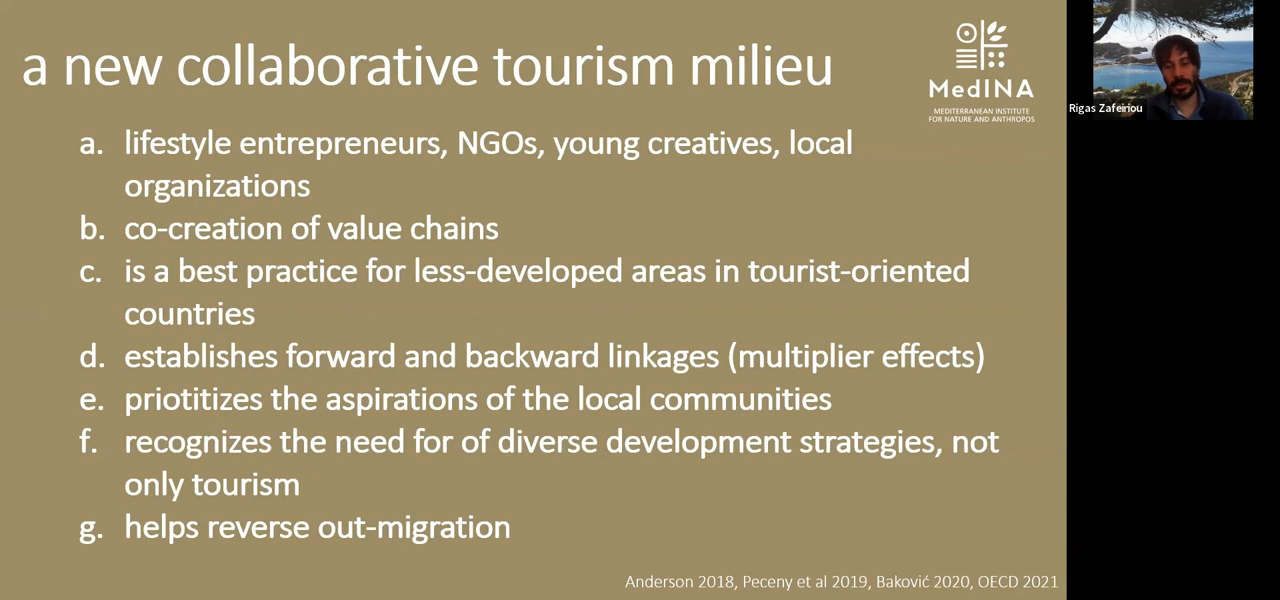 a new collaborative tourism milieu
MedINA
MEDITERRANEAN INSTITUTE
FOR NATURE AND ANTHROPOS
Rigas Zafeiriou
a. lifestyle entrepreneurs, NGOs, young creatives, local
organizations
b. co-creation of value chains
c. is a best practice for less-developed areas in tourist-oriented
countries
d. establishes forward and backward linkages (multiplier effects)
e. priotitizes the aspirations of the local communities
f. recognizes the need for of diverse development strategies, not
only tourism
g. helps reverse out-migration
Anderson 2018, Peceny et al 2019, Baković 2020, OECD 2021